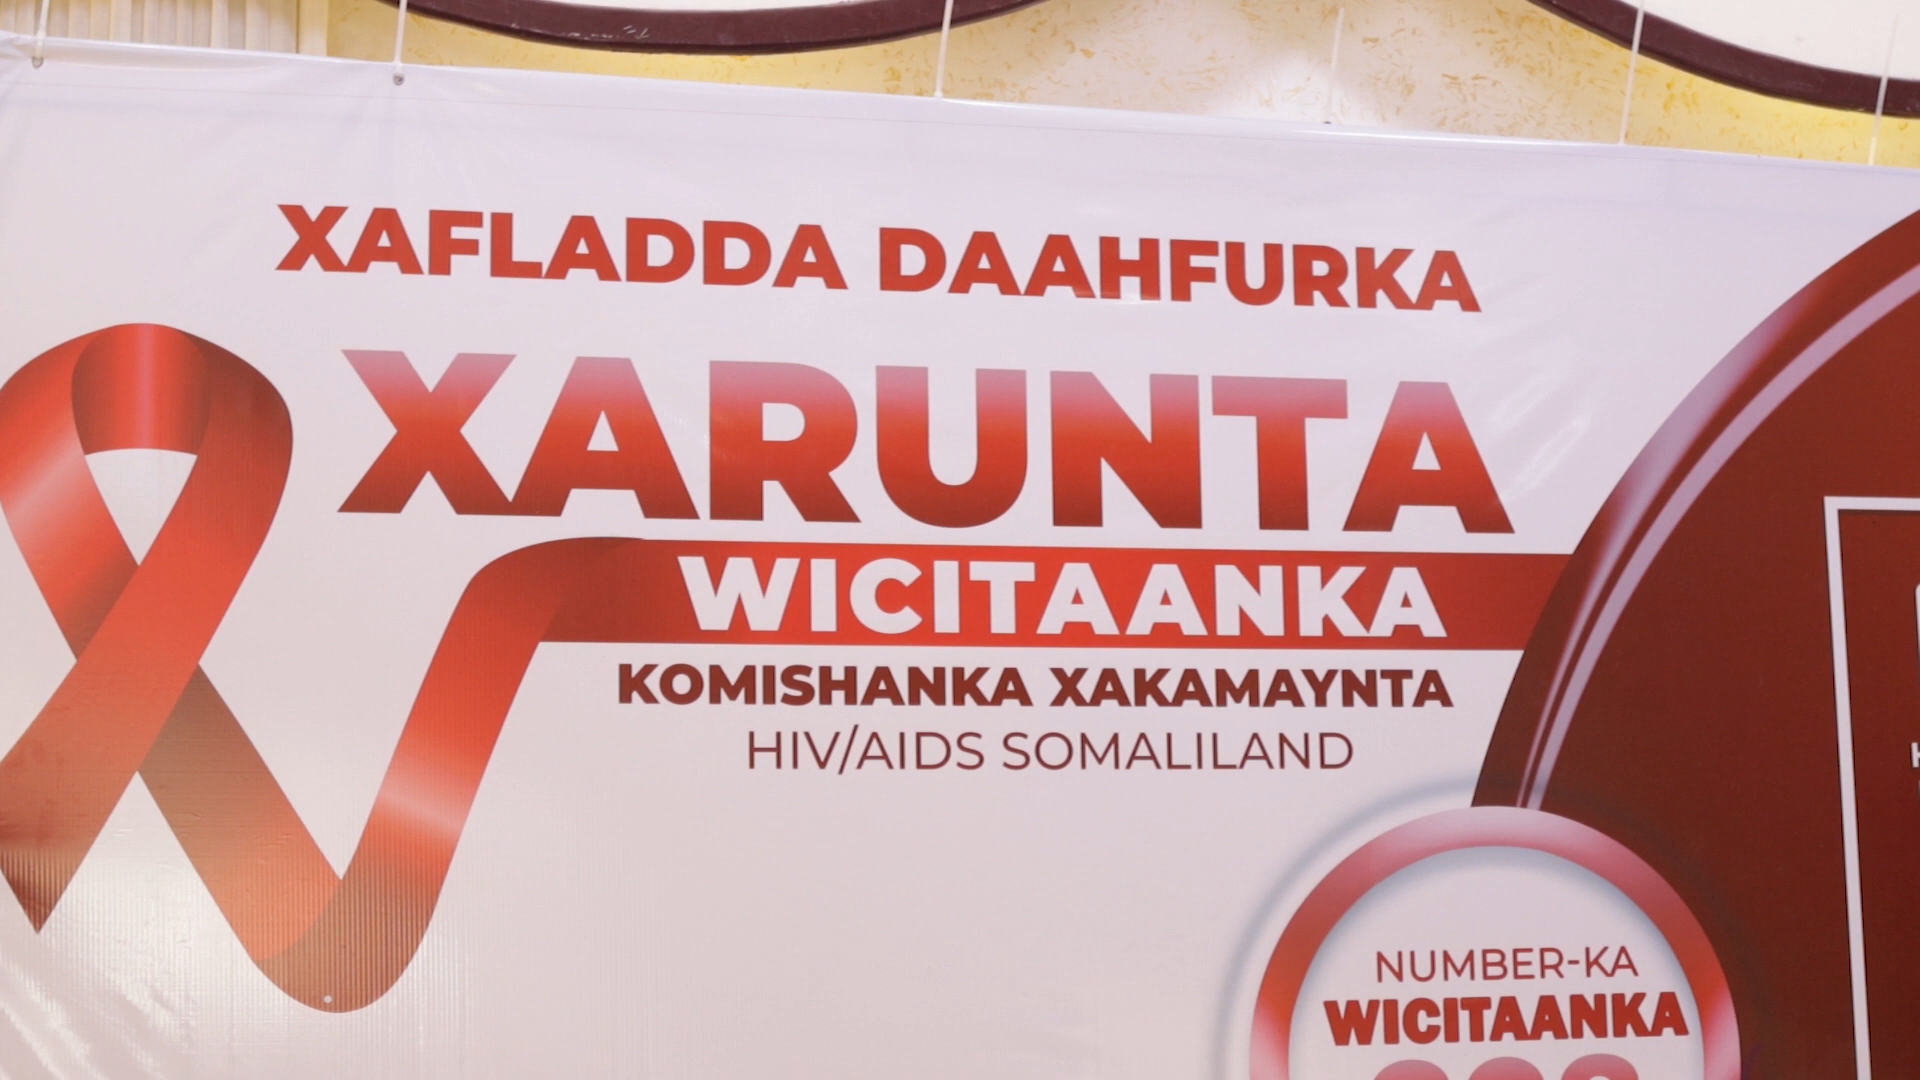 XAFLADDA DAAHFURKA
XARUNTA
WICITAANKA
KOMISHANKA XAKAMAYNTA
HIV/AIDS SOMALILAND
NUMBER-KA
WICITAANKA